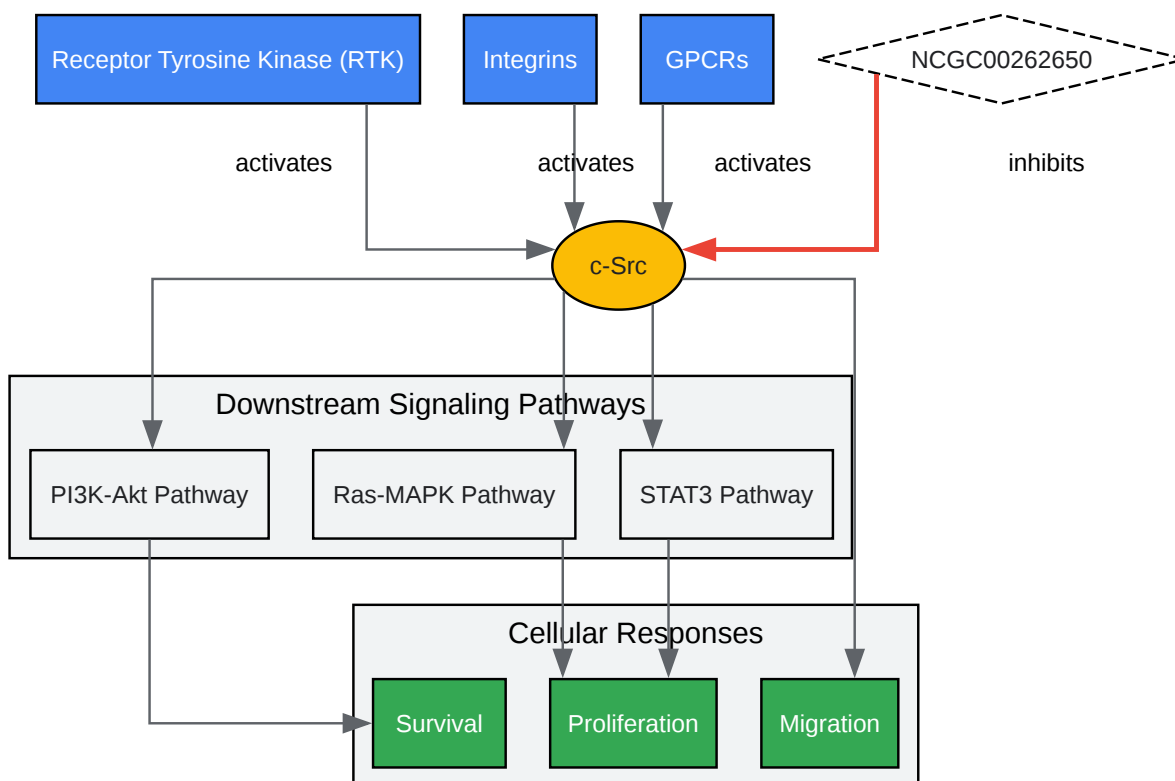 Receptor Tyrosine Kinase (RTK)
Integrins
GPCRs
NCGC00262650
activates
activates
activates
inhibits
c-Src
Downstream Signaling Pathways
PI3K-Akt Pathway
Ras-MAPK Pathway
STAT3 Pathway
Cellular Responses
Survival
Proliferation
Migration